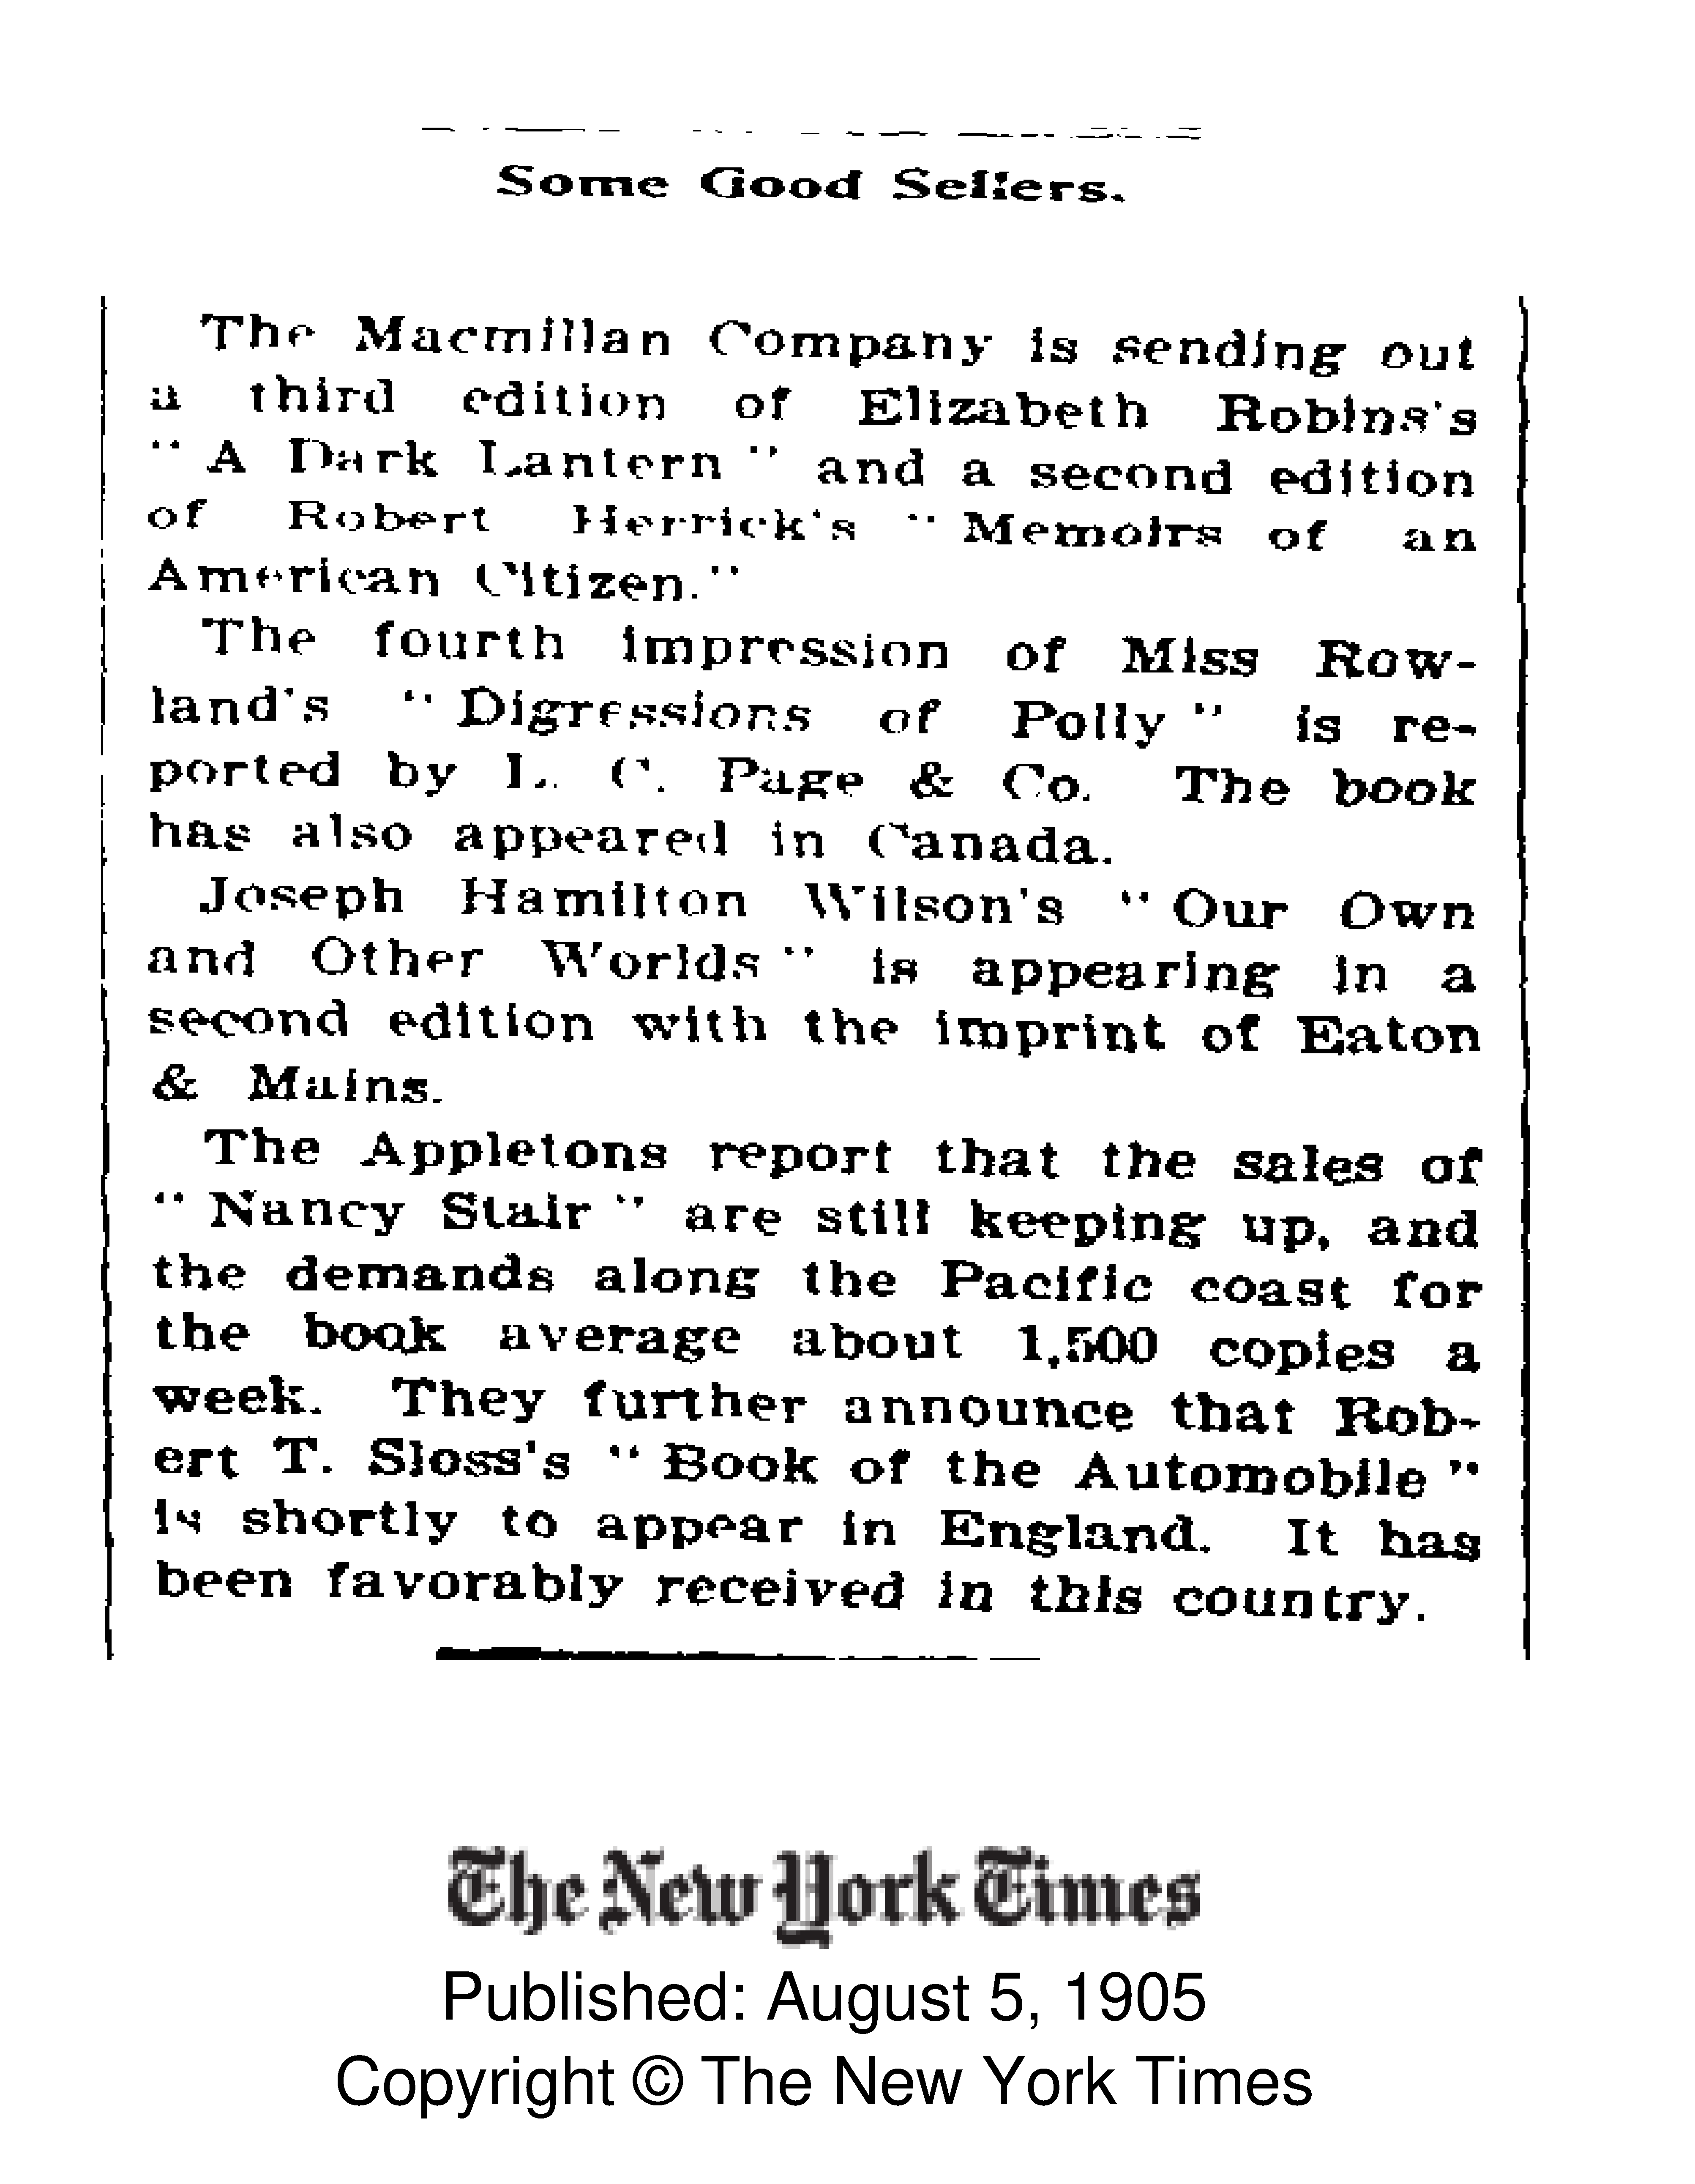 Some Good Sellers.
The Macmillan Company is sending out
a third edition of Elizabeth Robins's
" A Dark Lantern " and a second edition
of Robert Herrick's " Memoirs of an
American Citizen."
The fourth impression of Miss Row-
land's " Digressions of Polly " is re-
ported by L. C. Page & Co. The book
has also appeared in Canada.
Joseph Hamilton Wilson's " Our Own
and Other Worlds " is appearing in a
second edition with the imprint of Eaton
& Mains.
The Appletons report that the sales of
" Nancy Stair " are still keeping up, and
the demands along the Pacific coast for
the book average about 1,500 copies a
week. They further announce that Rob-
ert T. Sloss's " Book of the Automobile "
is shortly to appear in England. It has
been favorably received in this country.
The New York Times
Published: August 5, 1905
Copyright © The New York Times